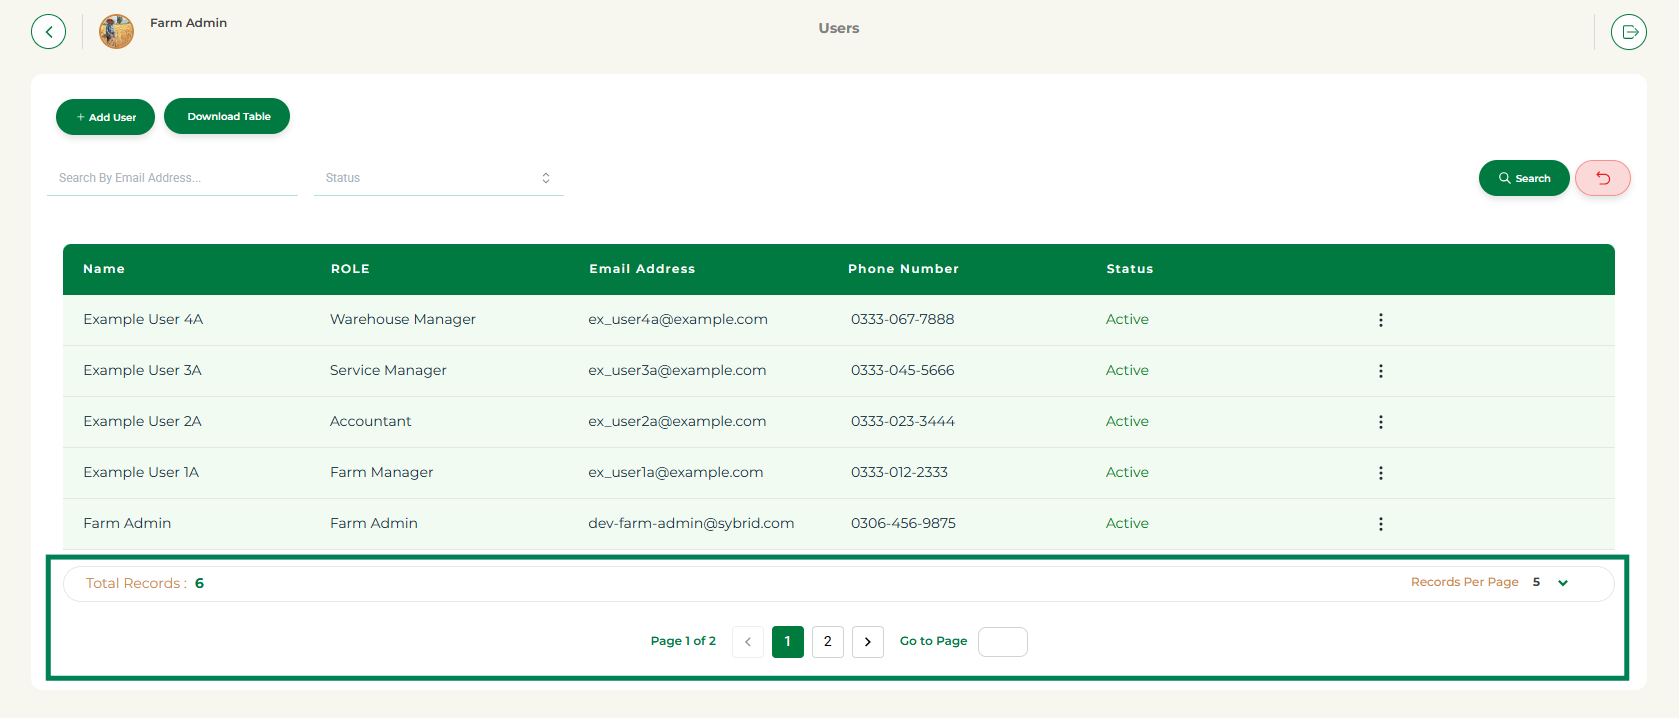 Farm Admin
Users
+ Add User
Download Table
Search By Email Address...
Status
Search
Name ROLE Email Address Phone Number Status
Example User 4A Warehouse Manager ex_user4a@example.com 0333-067-7888 Active
Example User 3A Service Manager ex_user3a@example.com 0333-045-5666 Active
Example User 2A Accountant ex_user2a@example.com 0333-023-3444 Active
Example User 1A Farm Manager ex_user1a@example.com 0333-012-2333 Active
Farm Admin Farm Admin dev-farm-admin@sybrid.com 0306-456-9875 Active
Total Records : 6
Records Per Page 5
Page 1 of 2 < 1 2 > Go to Page